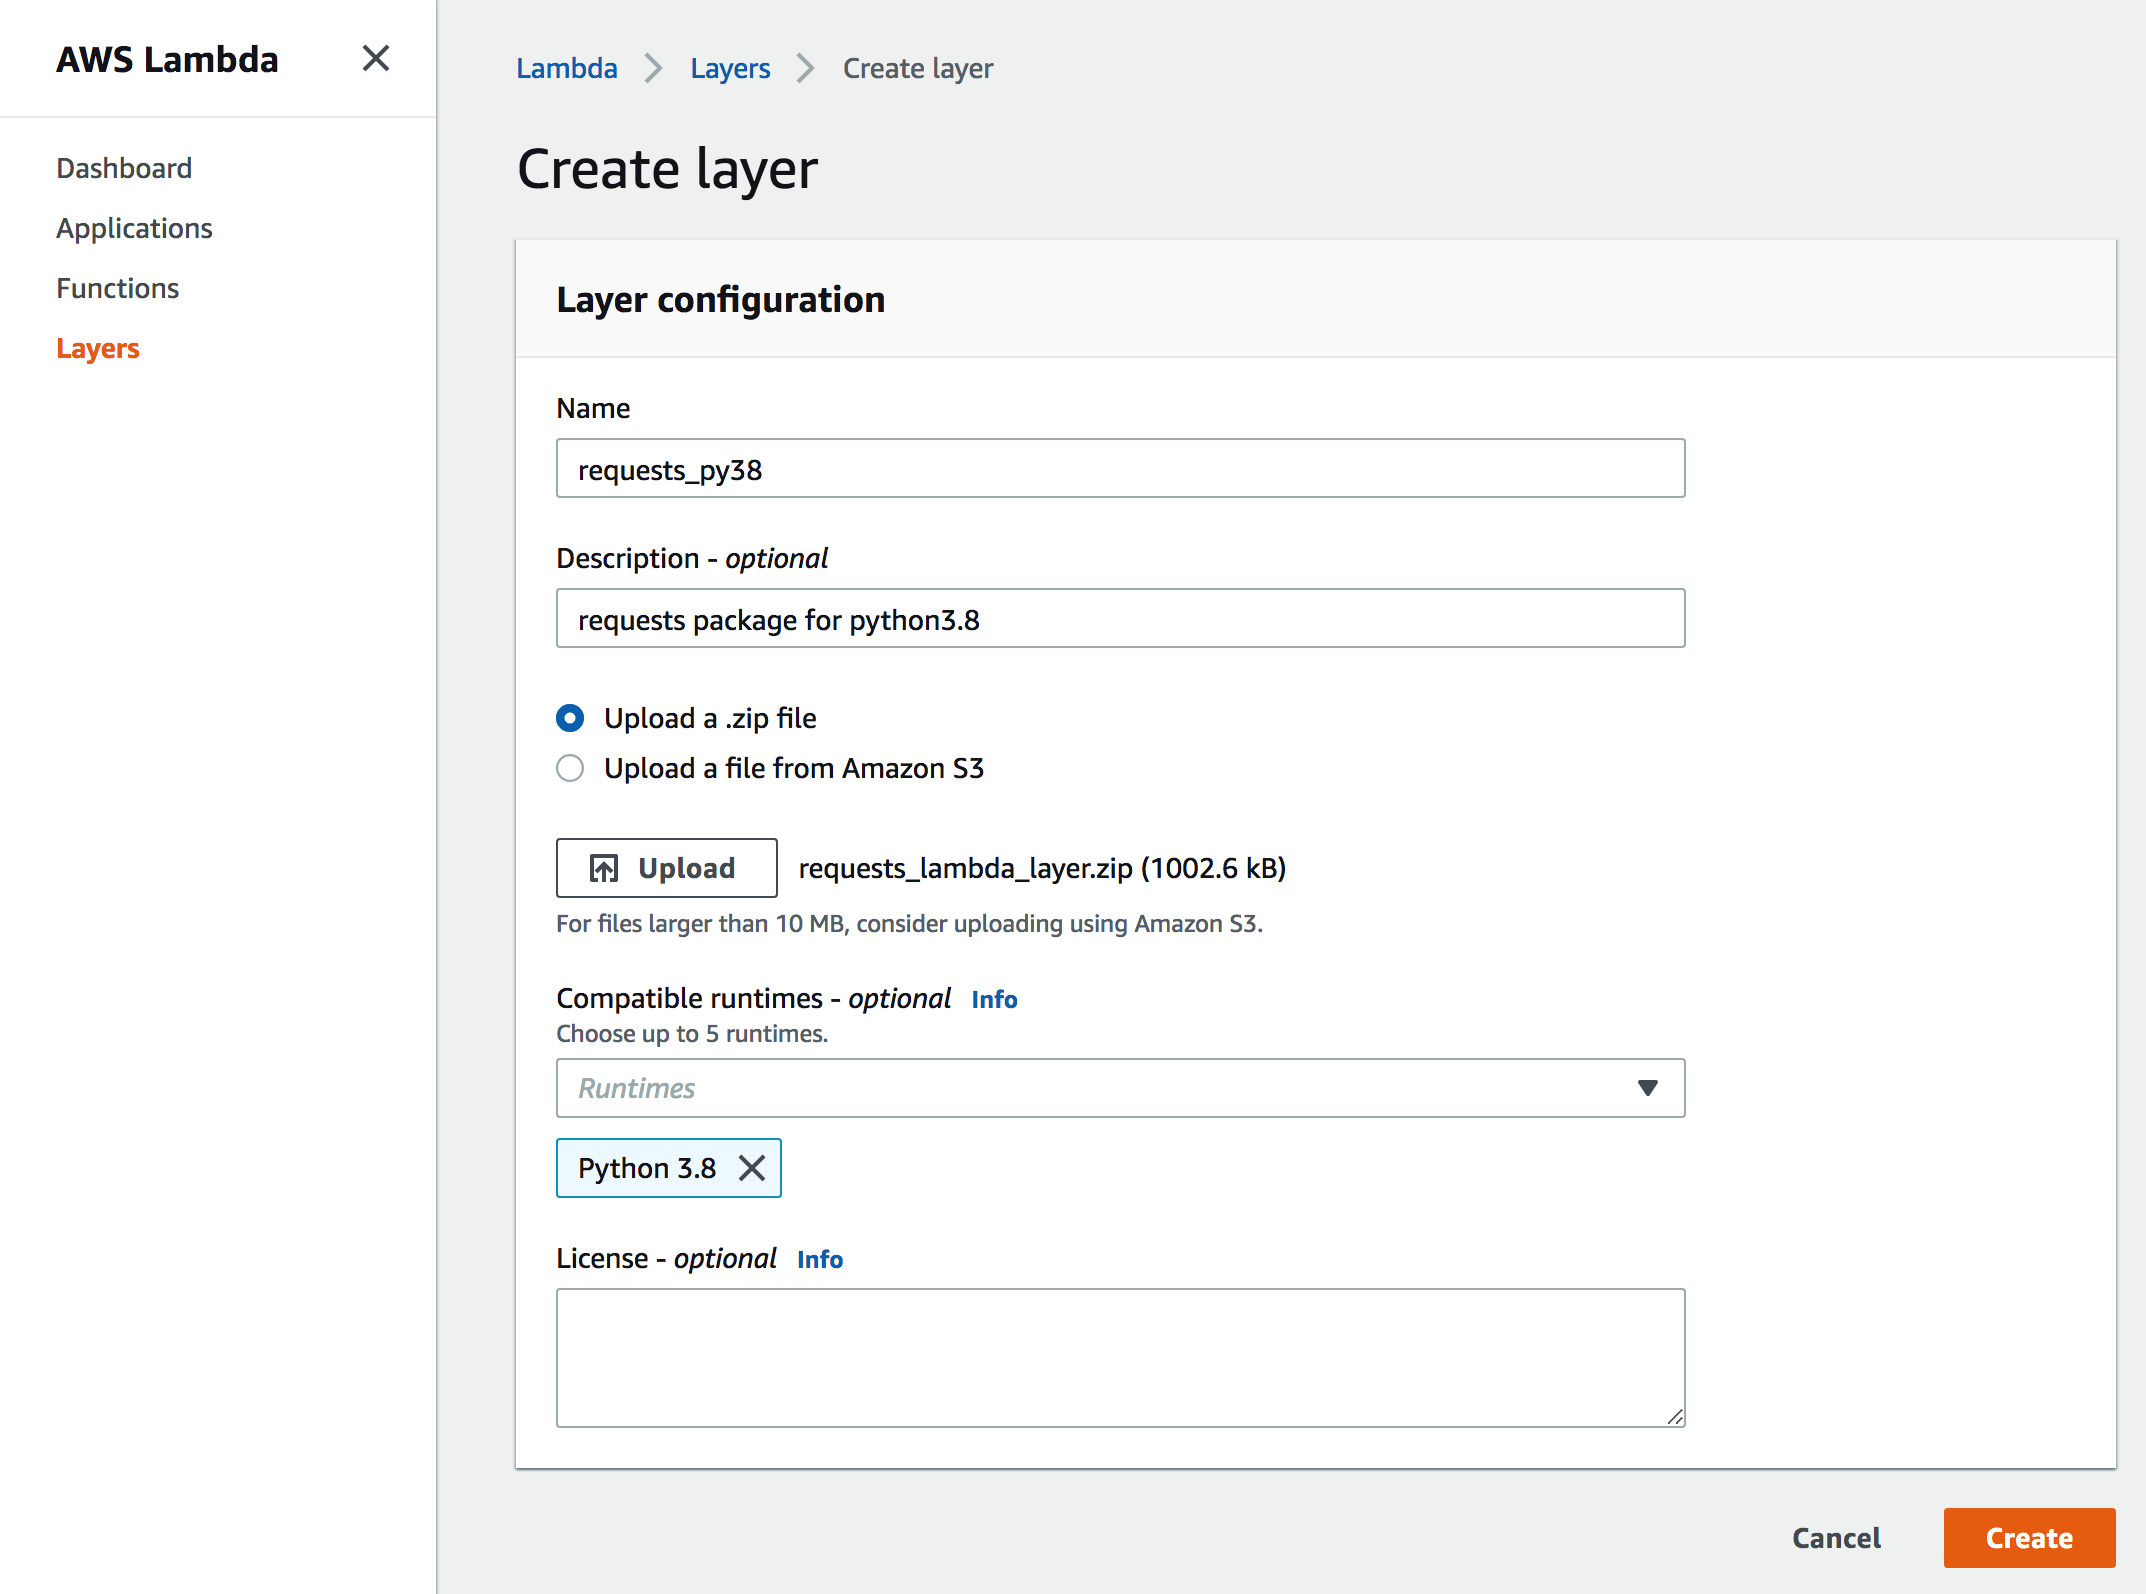 AWS Lambda
Dashboard
Applications
Functions
Layers
Lambda Layers Create layer
Create layer
Layer configuration
Name
requests_py38
Description - optional
requests package for python3.8
Upload a .zip file
Upload a file from Amazon S3
Upload requests_lambda_layer.zip (1002.6 kB)
For files larger than 10 MB, consider uploading using Amazon S3.
Compatible runtimes - optional Info
Choose up to 5 runtimes.
Runtimes
Python 3.8
License - optional Info
Cancel Create